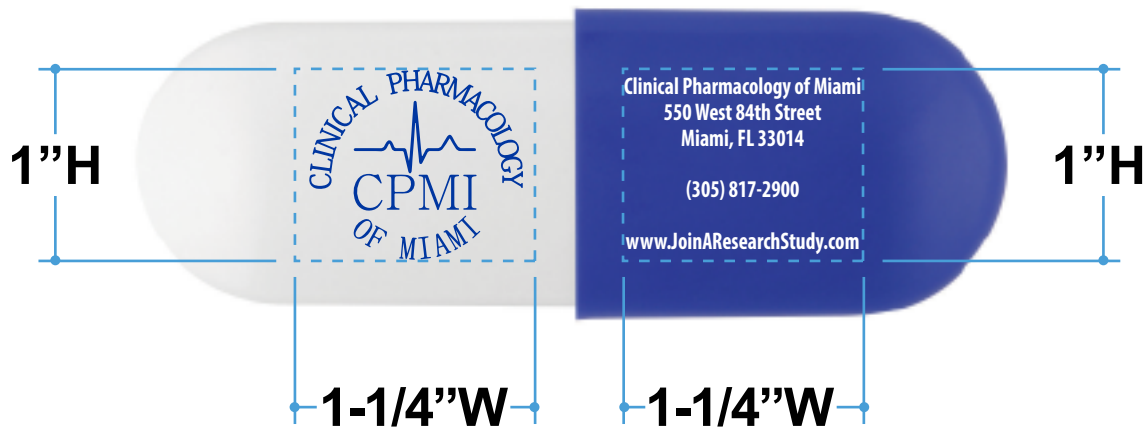 1”H
CLINICAL PHARMACOLOGY
CPMI
OF MIAMI
Clinical Pharmacology of Miami
550 West 84th Street
Miami, FL 33014
(305) 817-2900
www.JoinAResearchStudy.com
1”H
1-1/4”W
1-1/4”W